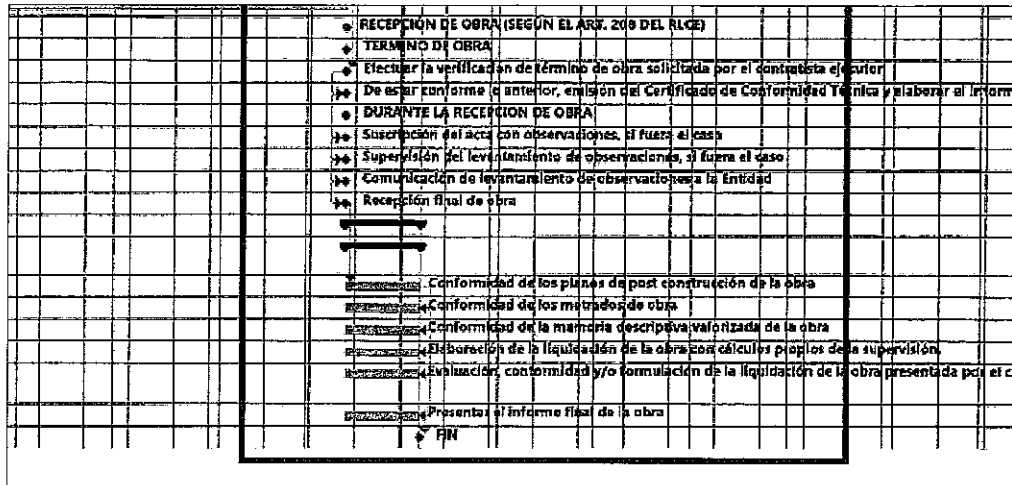 RECEPCIÓN DE OBRA (SEGÚN EL ART. 208 DEL RLCE)
TERMINO DE OBRA
Efectuar la verificación de término de obra solicitada por el contratista ejecutor
De estar conforme lo anterior, emisión del Certificado de Conformidad Técnica y elaborar el Inform
DURANTE LA RECEPCION DE OBRA
Suscripción del acta con observaciones, si fuera el caso
Supervisión del levantamiento de observaciones, si fuera el caso
Comunicación de levantamiento de observaciones a la Entidad
Recepción final de obra
Conformidad de los planos de post construcción de la obra
Conformidad de los metrados de obra
Conformidad de la memoria descriptiva valorizada de la obra
Elaboración de la liquidación de la obra con cálculos propios de la supervisión,
Evaluación, conformidad y/o formulación de la liquidación de la obra presentada por el c
Presentar el informe final de la obra
FIN